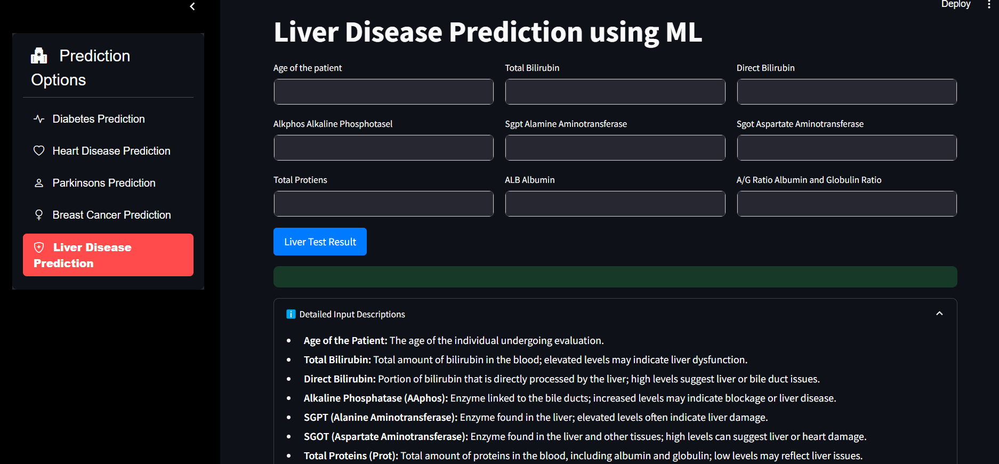 Deploy
Prediction
Options
Diabetes Prediction
Heart Disease Prediction
Parkinsons Prediction
Breast Cancer Prediction
Liver Disease
Prediction
Liver Disease Prediction using ML
Age of the patient
Total Bilirubin
Direct Bilirubin
Alkphos Alkaline Phosphotasel
Sgpt Alamine Aminotransferase
Sgot Aspartate Aminotransferase
Total Protiens
ALB Albumin
A/G Ratio Albumin and Globulin Ratio
Liver Test Result
Detailed Input Descriptions
Age of the Patient: The age of the individual undergoing evaluation.
Total Bilirubin: Total amount of bilirubin in the blood; elevated levels may indicate liver dysfunction.
Direct Bilirubin: Portion of bilirubin that is directly processed by the liver; high levels suggest liver or bile duct issues.
Alkaline Phosphatase (AAphos): Enzyme linked to the bile ducts; increased levels may indicate blockage or liver disease.
SGPT (Alanine Aminotransferase): Enzyme found in the liver; elevated levels often indicate liver damage.
SGOT (Aspartate Aminotransferase): Enzyme found in the liver and other tissues; high levels can suggest liver or heart damage.
Total Proteins (Prot): Total amount of proteins in the blood, including albumin and globulin; low levels may reflect liver issues.